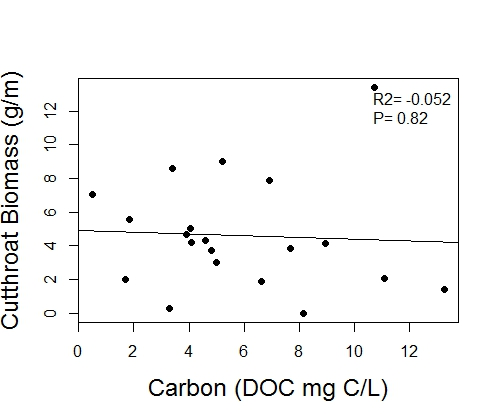 Cutthroat Biomass (g/m)
12
10
8
6
4
2
0
R2= -0.052
P= 0.82
0 2 4 6 8 10 12
Carbon (DOC mg C/L)